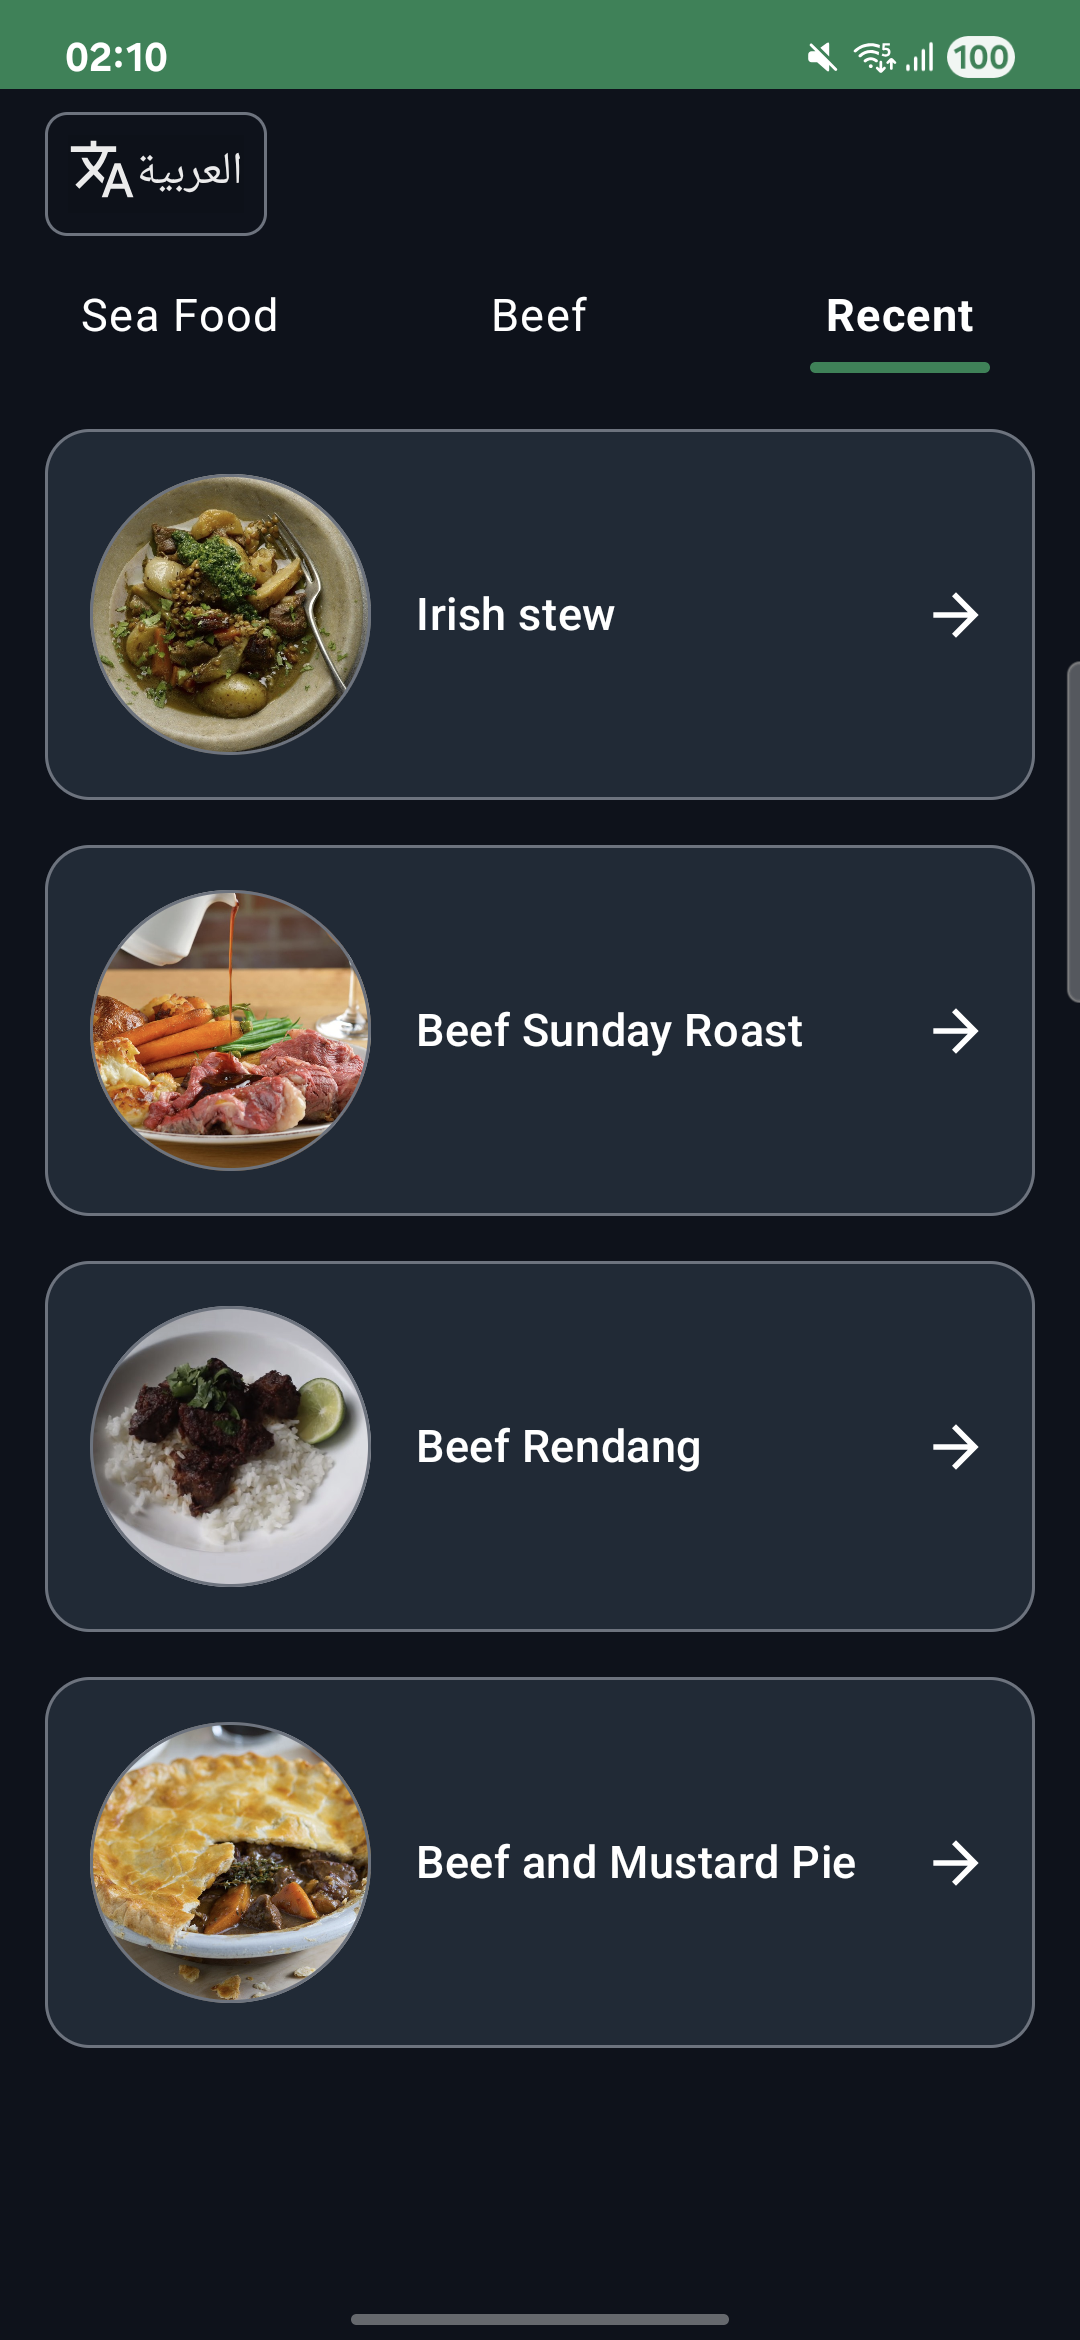 02:10
5
100
العربية
Sea Food
Beef
Recent
Irish stew
Beef Sunday Roast
Beef Rendang
Beef and Mustard Pie